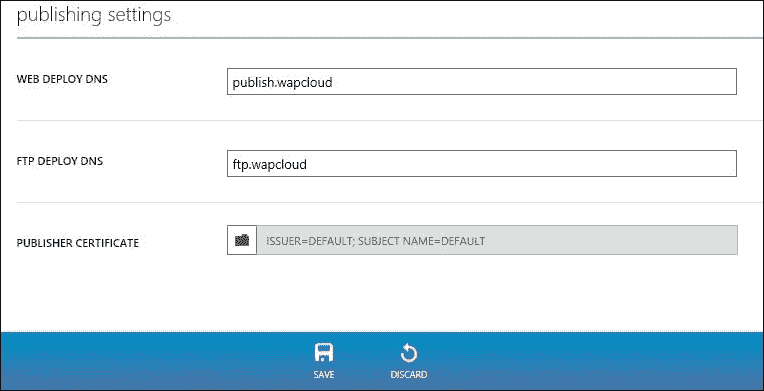 publishing settings
WEB DEPLOY DNS
publish.wapcloud
FTP DEPLOY DNS
ftp.wapcloud
PUBLISHER CERTIFICATE
ISSUER=DEFAULT; SUBJECT NAME=DEFAULT
SAVE
DISCARD